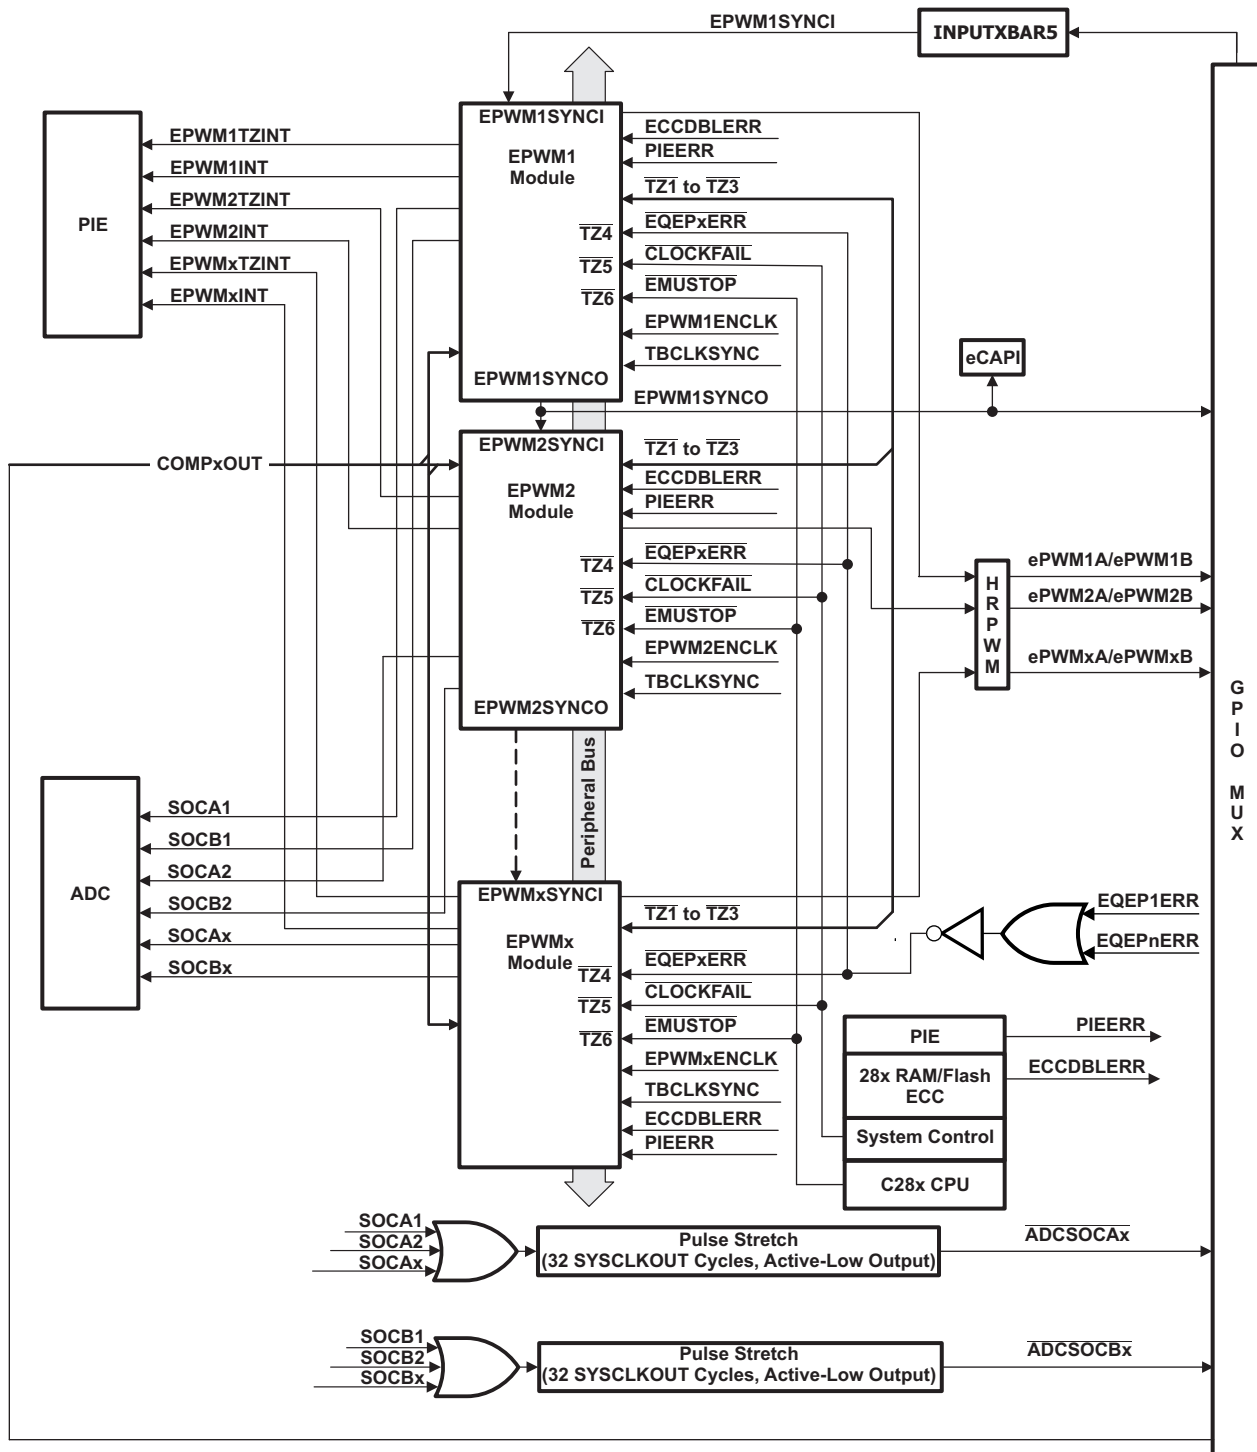 EPWM1SYNCI
INPUTXBAR5
PIE
EPWM1TZINT
EPWM1INT
EPWM2TZINT
EPWM2INT
EPWMxTZINT
EPWMxINT
EPWM1SYNCI
EPWM1
Module
TZ4
TZ5
TZ6
EPWM1SYNCO
ECCDBLERR
PIEERR
TZ1 to TZ3
EQEPxERR
CLOCKFAIL
EMUSTOP
EPWM1ENCLK
TBCLKSYNC
EPWM1SYNCO
eCAPI
COMPxOUT
EPWM2SYNCI
EPWM2
Module
TZ4
TZ5
TZ6
EPWM2SYNCO
TZ1 to TZ3
ECCDBLERR
PIEERR
EQEPxERR
CLOCKFAIL
EMUSTOP
EPWM2ENCLK
TBCLKSYNC
HRPWM
ePWM1A/ePWM1B
ePWM2A/ePWM2B
ePWMxA/ePWMxB
GPIO MUX
Peripheral Bus
ADC
SOCA1
SOCB1
SOCA2
SOCB2
SOCAx
SOCBx
EPWMxSYNCI
EPWMx
Module
TZ4
TZ5
TZ6
TZ1 to TZ3
EQEPxERR
CLOCKFAIL
EMUSTOP
EPWMxENCLK
TBCLKSYNC
ECCDBLERR
PIEERR
EQEP1ERR
EQEPnERR
PIE
28x RAM/Flash
ECC
System Control
C28x CPU
PIEERR
ECCDBLERR
SOCA1
SOCA2
SOCAx
Pulse Stretch
(32 SYSCLKOUT Cycles, Active-Low Output)
ADCSOCAx
SOCB1
SOCB2
SOCBx
Pulse Stretch
(32 SYSCLKOUT Cycles, Active-Low Output)
ADCSOCBx